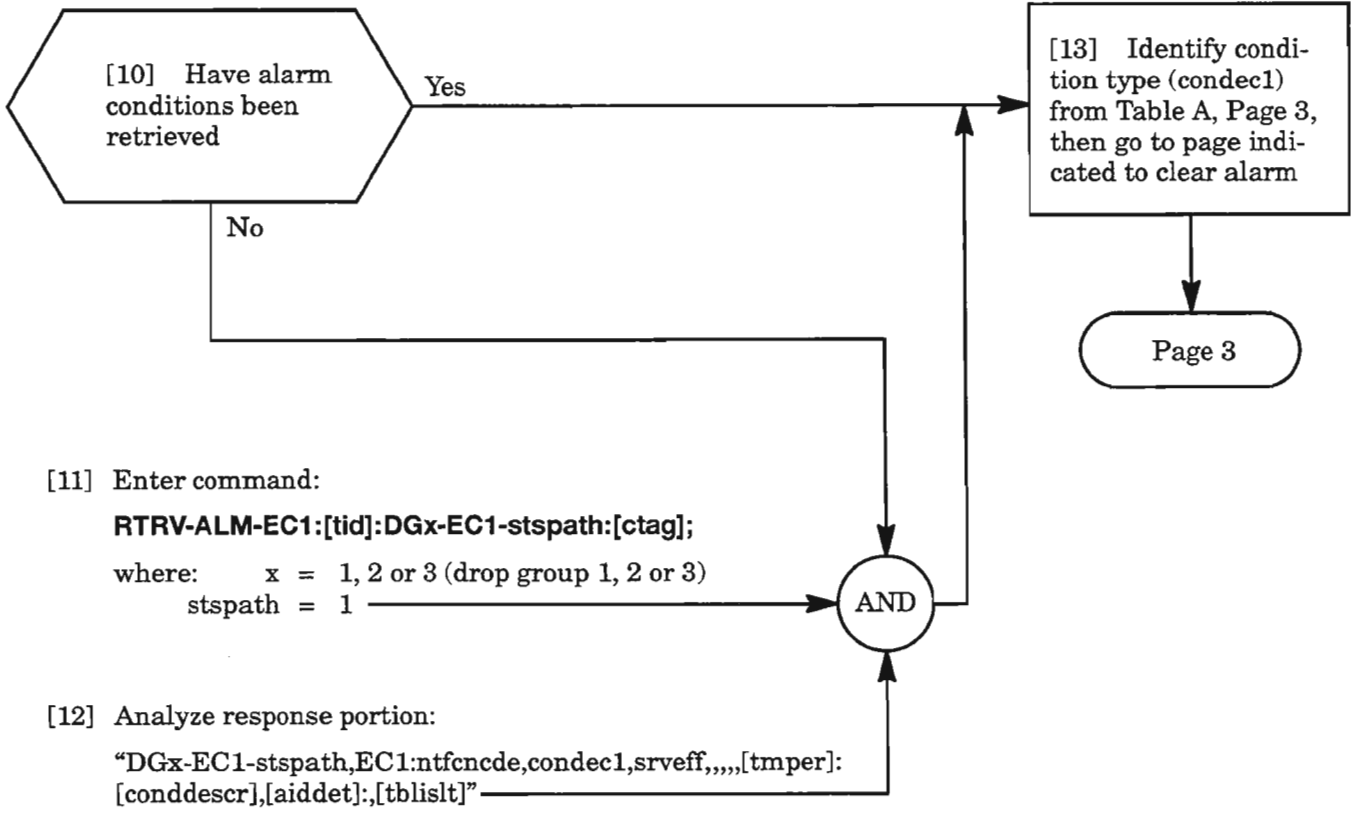 [10] Have alarm
conditions been
retrieved
Yes
No
[13] Identify condi-
tion type (condec1)
from Table A, Page 3,
then go to page indi-
cated to clear alarm
Page 3
[11] Enter command:
RTRV-ALM-EC1:[tid]:DGx-EC1-stspath:[ctag];
where: x = 1, 2 or 3 (drop group 1, 2 or 3)
stspath = 1
AND
[12] Analyze response portion:
“DGx-EC1-stspath,EC1:ntfcncde,condec1,srveff,,,,,[tmper]:
[conddescr],[aiddet]:,[tblislt]”